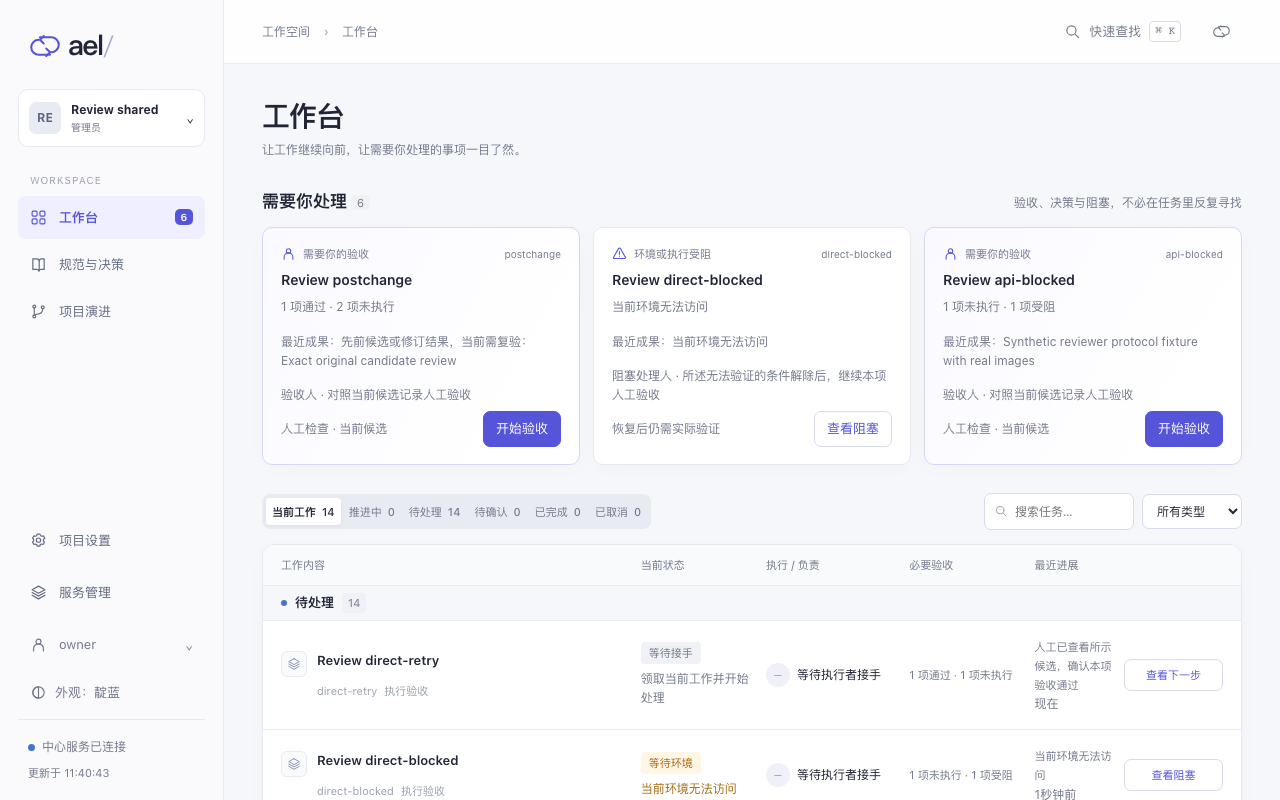 ael/
RE
Review shared
管理员
WORKSPACE
工作台
6
规范与决策
项目演进
项目设置
服务管理
owner
外观：靛蓝
中心服务已连接
更新于 11:40:43
工作空间 › 工作台
快速查找 ⌘ K
工作台
让工作继续向前，让需要你处理的事项一目了然。
需要你处理 6
验收、决策与阻塞，不必在任务里反复寻找
需要你的验收 postchange
Review postchange
1 项通过 · 2 项未执行
最近成果：先前候选或修订结果，当前需复验：
Exact original candidate review
验收人 · 对照当前候选记录人工验收
人工检查 · 当前候选
开始验收
环境或执行受阻 direct-blocked
Review direct-blocked
当前环境无法访问
最近成果：当前环境无法访问
阻塞处理人 · 所述无法验证的条件解除后，继续本项
人工验收
恢复后仍需实际验证
查看阻塞
需要你的验收 api-blocked
Review api-blocked
1 项未执行 · 1 项受阻
最近成果：Synthetic reviewer protocol fixture
with real images
验收人 · 对照当前候选记录人工验收
人工检查 · 当前候选
开始验收
当前工作 14 推进中 0 待处理 14 待确认 0 已完成 0 已取消 0
搜索任务...
所有类型
工作内容 当前状态 执行 / 负责 必要验收 最近进展
待处理 14
Review direct-retry
direct-retry 执行验收
等待接手
领取当前工作并开始
处理
— 等待执行者接手
1 项通过 · 1 项未执行
人工已查看所示
候选，确认本项
验收通过
现在
查看下一步
Review direct-blocked
direct-blocked 执行验收
等待环境
当前环境无法访问
— 等待执行者接手
1 项未执行 · 1 项受阻
当前环境无法访
问
1秒钟前
查看阻塞